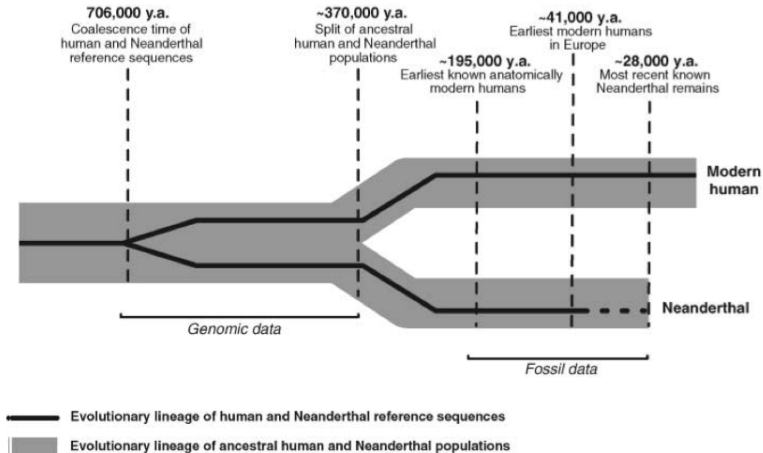 706,000 y.a.
Coalescence time of
human and Neanderthal
reference sequences
~370,000 y.a.
Split of ancestral
human and Neanderthal
populations
~195,000 y.a.
Earliest known anatomically
modern humans
~41,000 y.a.
Earliest modern humans
in Europe
~28,000 y.a.
Most recent known
Neanderthal remains
Modern
human
Neanderthal
Genomic data
Fossil data
Evolutionary lineage of human and Neanderthal reference sequences
Evolutionary lineage of ancestral human and Neanderthal populations